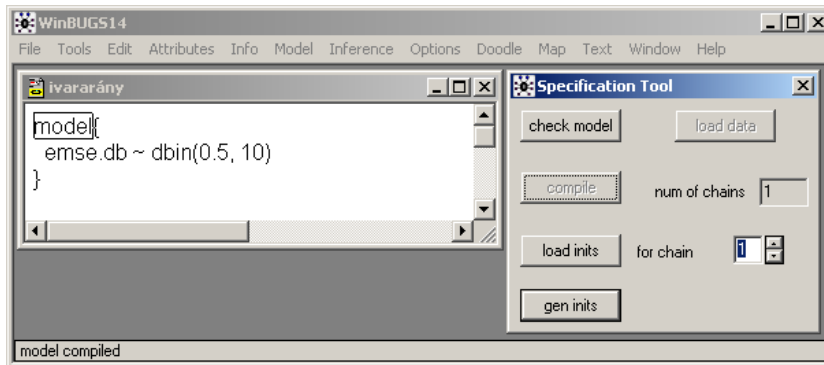 WinBUGS14
File Tools Edit Attributes Info Model Inference Options Doodle Map Text Window Help
ivararány
model{
emse.db ~ dbin(0.5, 10)
}
Specification Tool
check model load data
compile num of chains 1
load inits for chain 1
gen inits
model compiled